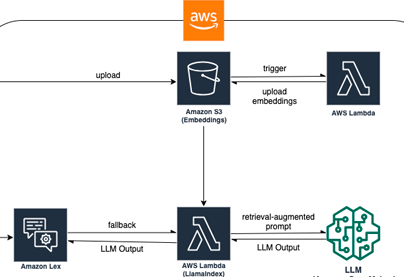 aws
upload
trigger
upload
embeddings
Amazon S3
(Embeddings)
AWS Lambda
fallback
LLM Output
retrieval-augmented
prompt
LLM Output
Amazon Lex
AWS Lambda
(LlamaIndex)
LLM